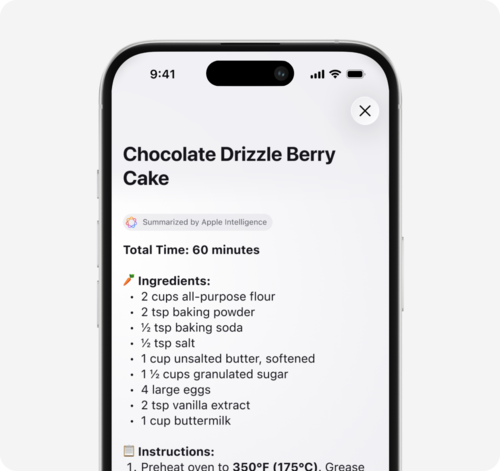 9:41
Chocolate Drizzle Berry
Cake
Summarized by Apple intelligence
Total Time: 60 minutes
🥕 Ingredients:
• 2 cups all-purpose flour
• 2 tsp baking powder
• ½ tsp baking soda
• ½ tsp salt
• 1 cup unsalted butter, softened
• 1 ½ cups granulated sugar
• 4 large eggs
• 2 tsp vanilla extract
• 1 cup buttermilk
📋 Instructions:
1. Preheat oven to 350°F (175°C). Grease